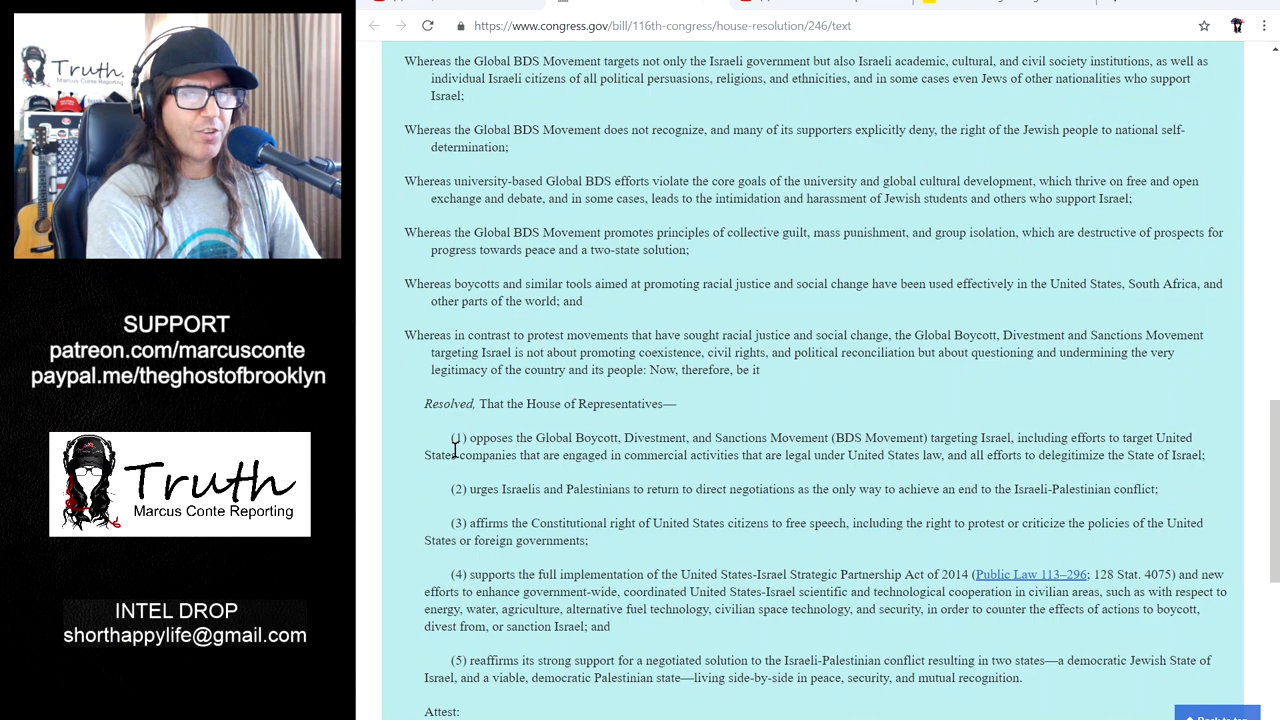 https://www.congress.gov/bill/116th-congress/house-resolution/246/text
Truth.
Marcus Conte Reporting
SUPPORT
patreon.com/marcusconte
paypal.me/theghostofbrooklyn
Truth
Marcus Conte Reporting
INTEL DROP
shorthappylife@gmail.com
Whereas the Global BDS Movement targets not only the Israeli government but also Israeli academic, cultural, and civil society institutions, as well as
individual Israeli citizens of all political persuasions, religions, and ethnicities, and in some cases even Jews of other nationalities who support
Israel;
Whereas the Global BDS Movement does not recognize, and many of its supporters explicitly deny, the right of the Jewish people to national self-
determination;
Whereas university-based Global BDS efforts violate the core goals of the university and global cultural development, which thrive on free and open
exchange and debate, and in some cases, leads to the intimidation and harassment of Jewish students and others who support Israel;
Whereas the Global BDS Movement promotes principles of collective guilt, mass punishment, and group isolation, which are destructive of prospects for
progress towards peace and a two-state solution;
Whereas boycotts and similar tools aimed at promoting racial justice and social change have been used effectively in the United States, South Africa, and
other parts of the world; and
Whereas in contrast to protest movements that have sought racial justice and social change, the Global Boycott, Divestment and Sanctions Movement
targeting Israel is not about promoting coexistence, civil rights, and political reconciliation but about questioning and undermining the very
legitimacy of the country and its people: Now, therefore, be it
Resolved, That the House of Representatives—
(1) opposes the Global Boycott, Divestment, and Sanctions Movement (BDS Movement) targeting Israel, including efforts to target United
States companies that are engaged in commercial activities that are legal under United States law, and all efforts to delegitimize the State of Israel;
(2) urges Israelis and Palestinians to return to direct negotiations as the only way to achieve an end to the Israeli-Palestinian conflict;
(3) affirms the Constitutional right of United States citizens to free speech, including the right to protest or criticize the policies of the United
States or foreign governments;
(4) supports the full implementation of the United States-Israel Strategic Partnership Act of 2014 (Public Law 113–296; 128 Stat. 4075) and new
efforts to enhance government-wide, coordinated United States-Israel scientific and technological cooperation in civilian areas, such as with respect to
energy, water, agriculture, alternative fuel technology, civilian space technology, and security, in order to counter the effects of actions to boycott,
divest from, or sanction Israel; and
(5) reaffirms its strong support for a negotiated solution to the Israeli-Palestinian conflict resulting in two states—a democratic Jewish State of
Israel, and a viable, democratic Palestinian state—living side-by-side in peace, security, and mutual recognition.
Attest: